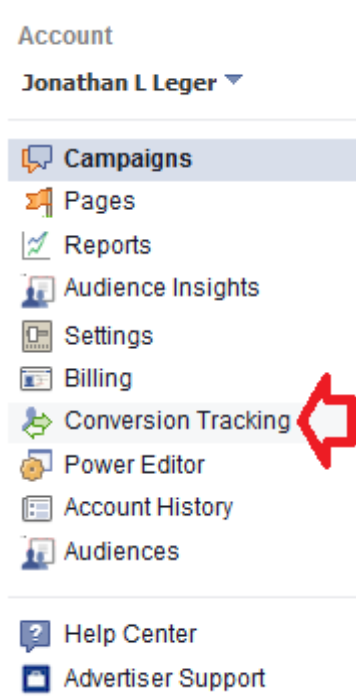 Account
Jonathan L Leger
Campaigns
Pages
Reports
Audience Insights
Settings
Billing
Conversion Tracking
Power Editor
Account History
Audiences
Help Center
Advertiser Support